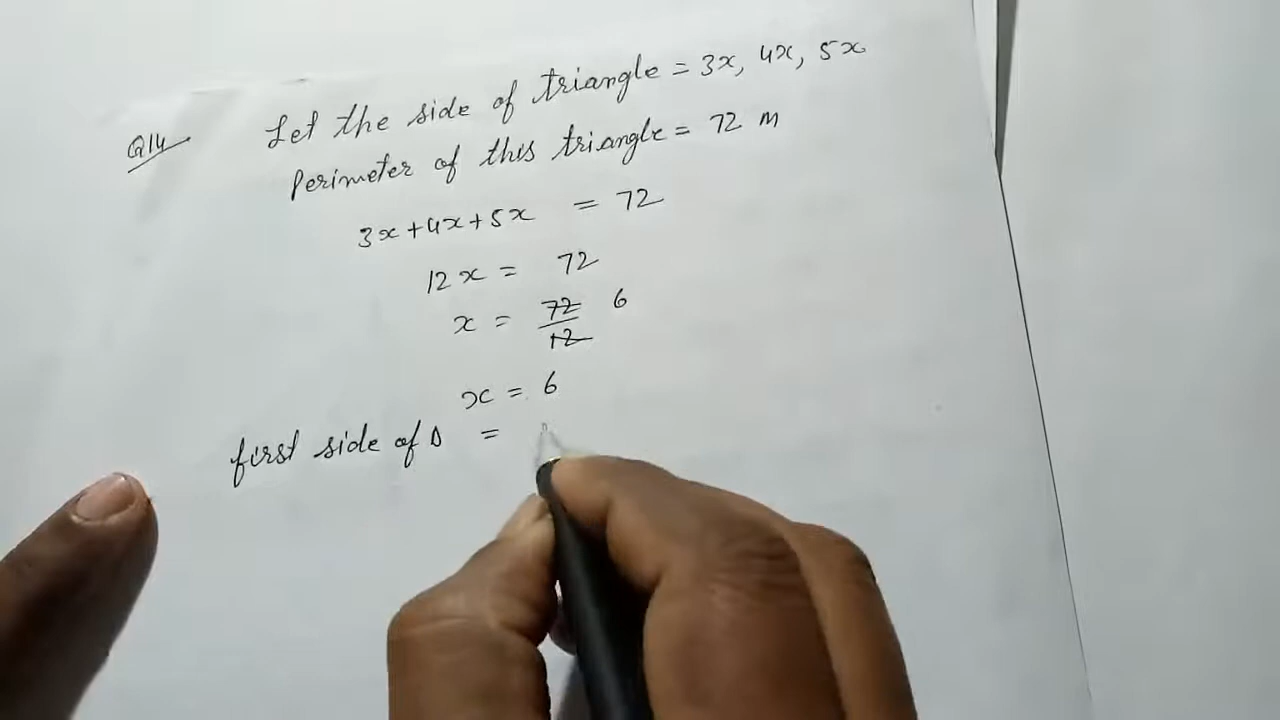 Q14 Let the side of triangle = 3x, 4x, 5x
Perimeter of this triangle = 72 m
3x+4x+5x = 72
12x = 72
x = 72/12 6
x = 6
first side of Δ =